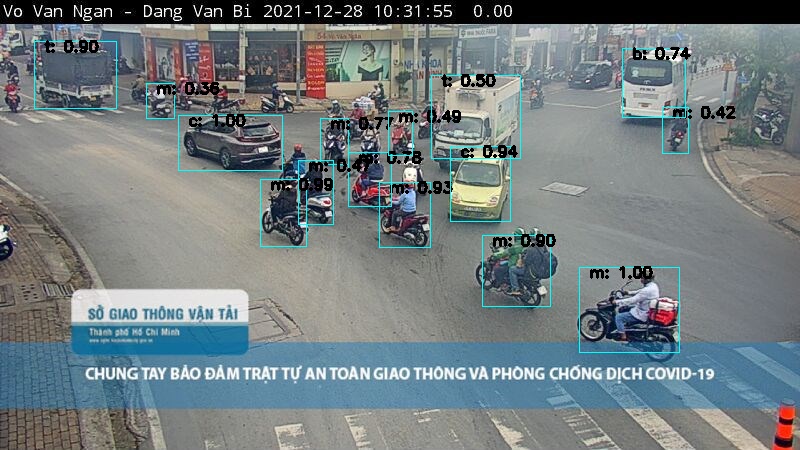 Vo Van Ngan - Dang Van Bi 2021-12-28 10:31:55 0.00
t: 0.90
b: 0.74
t: 0.50
m: 0.36
m: 0.42
c: 1.00
m: 0.77
m: 0.49
m: 0.78
c: 0.94
m: 0.47
m: 0.99
m: 0.93
m: 0.90
m: 1.00
SỞ GIAO THÔNG VẬN TẢI
Thành phố Hồ Chí Minh
CHUNG TAY BẢO ĐẢM TRẬT TỰ AN TOÀN GIAO THÔNG VÀ PHÒNG CHỐNG DỊCH COVID-19